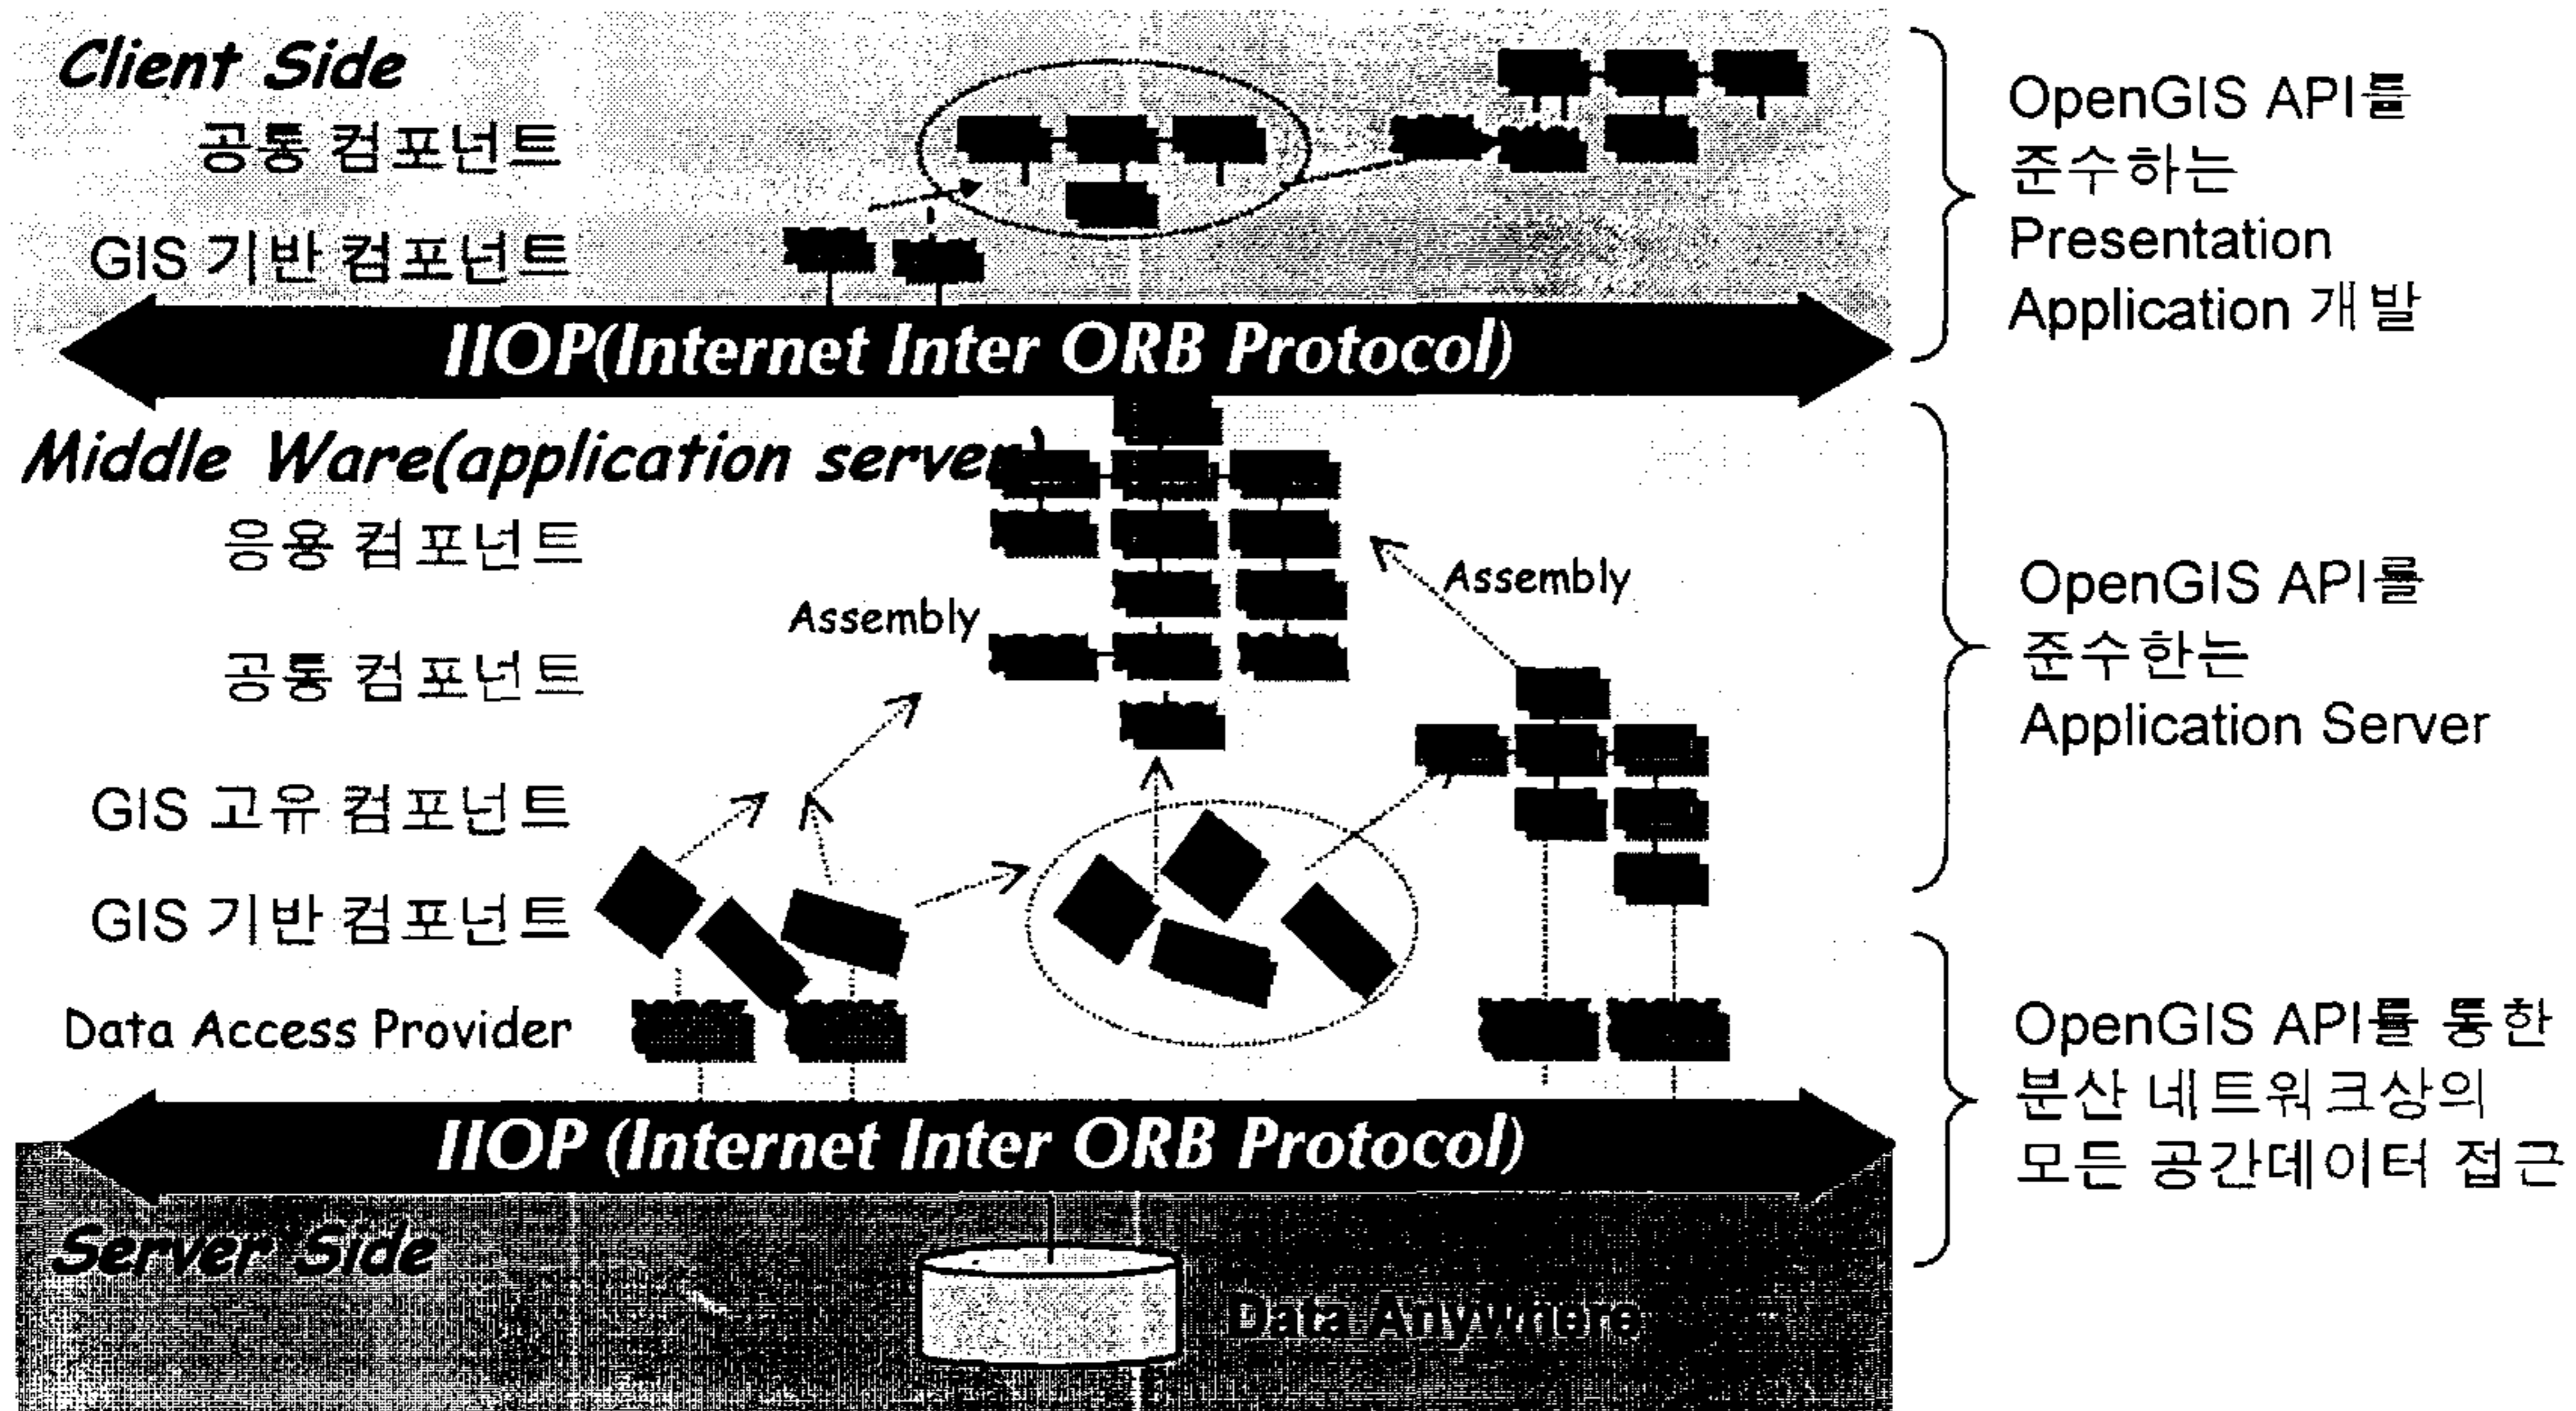 Client Side
공통 컴포넌트
GIS 기반 컴포넌트
OpenGIS API를
준수하는
Presentation
Application 개발
IIOP(Internet Inter ORB Protocol)
Middle Ware(application server)
응용 컴포넌트
공통 컴포넌트
GIS 고유 컴포넌트
GIS 기반 컴포넌트
Data Access Provider
Assembly
Assembly
OpenGIS API를
준수한는
Application Server
IIOP (Internet Inter ORB Protocol)
OpenGIS API를 통한
분산 네트워크상의
모든 공간데이터 접근
Server Side
Data Anywhere